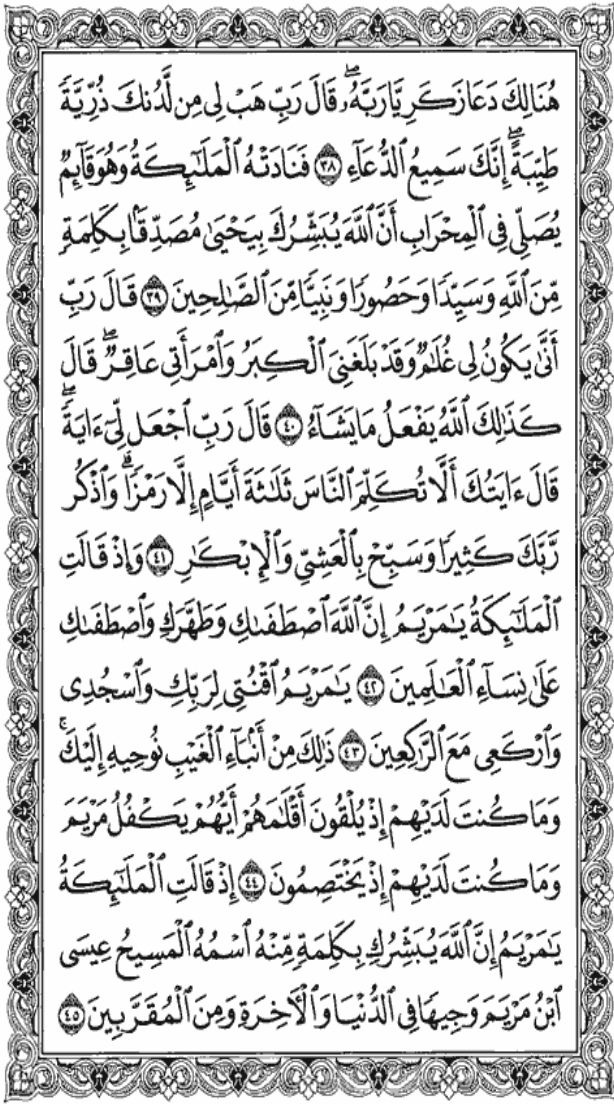 هُنَالِكَ دَعَا زَكَرِيَّا رَبَّهُۥۖ قَالَ رَبِّ هَبْ لِى مِن لَّدُنكَ ذُرِّيَّةً
طَيِّبَةًۖ إِنَّكَ سَمِيعُ ٱلدُّعَآءِ ٣٨ فَنَادَتْهُ ٱلْمَلَٰٓئِكَةُ وَهُوَ قَآئِمٌ
يُصَلِّى فِى ٱلْمِحْرَابِ أَنَّ ٱللَّهَ يُبَشِّرُكَ بِيَحْيَىٰ مُصَدِّقًۢا بِكَلِمَةٍ
مِّنَ ٱللَّهِ وَسَيِّدًا وَحَصُورًا وَنَبِيًّا مِّنَ ٱلصَّٰلِحِينَ ٣٩ قَالَ رَبِّ
أَنَّىٰ يَكُونُ لِى غُلَٰمٌ وَقَدْ بَلَغَنِىَ ٱلْكِبَرُ وَٱمْرَأَتِى عَاقِرٌۖ قَالَ
كَذَٰلِكَ ٱللَّهُ يَفْعَلُ مَا يَشَآءُ ٤٠ قَالَ رَبِّ ٱجْعَل لِّىٓ ءَايَةًۖ
قَالَ ءَايَتُكَ أَلَّا تُكَلِّمَ ٱلنَّاسَ ثَلَٰثَةَ أَيَّامٍ إِلَّا رَمْزًاۗ وَٱذْكُر
رَّبَّكَ كَثِيرًا وَسَبِّحْ بِٱلْعَشِىِّ وَٱلْإِبْكَٰرِ ٤١ وَإِذْ قَالَتِ
ٱلْمَلَٰٓئِكَةُ يَٰمَرْيَمُ إِنَّ ٱللَّهَ ٱصْطَفَىٰكِ وَطَهَّرَكِ وَٱصْطَفَىٰكِ
عَلَىٰ نِسَآءِ ٱلْعَٰلَمِينَ ٤٢ يَٰمَرْيَمُ ٱقْنُتِى لِرَبِّكِ وَٱسْجُدِى
وَٱرْكَعِى مَعَ ٱلرَّٰكِعِينَ ٤٣ ذَٰلِكَ مِنْ أَنۢبَآءِ ٱلْغَيْبِ نُوحِيهِ إِلَيْكَۚ
وَمَا كُنتَ لَدَيْهِمْ إِذْ يُلْقُونَ أَقْلَٰمَهُمْ أَيُّهُمْ يَكْفُلُ مَرْيَمَ
وَمَا كُنتَ لَدَيْهِمْ إِذْ يَخْتَصِمُونَ ٤٤ إِذْ قَالَتِ ٱلْمَلَٰٓئِكَةُ
يَٰمَرْيَمُ إِنَّ ٱللَّهَ يُبَشِّرُكِ بِكَلِمَةٍ مِّنْهُ ٱسْمُهُ ٱلْمَسِيحُ عِيسَى
ٱبْنُ مَرْيَمَ وَجِيهًا فِى ٱلدُّنْيَا وَٱلْءَاخِرَةِ وَمِنَ ٱلْمُقَرَّبِينَ ٤٥